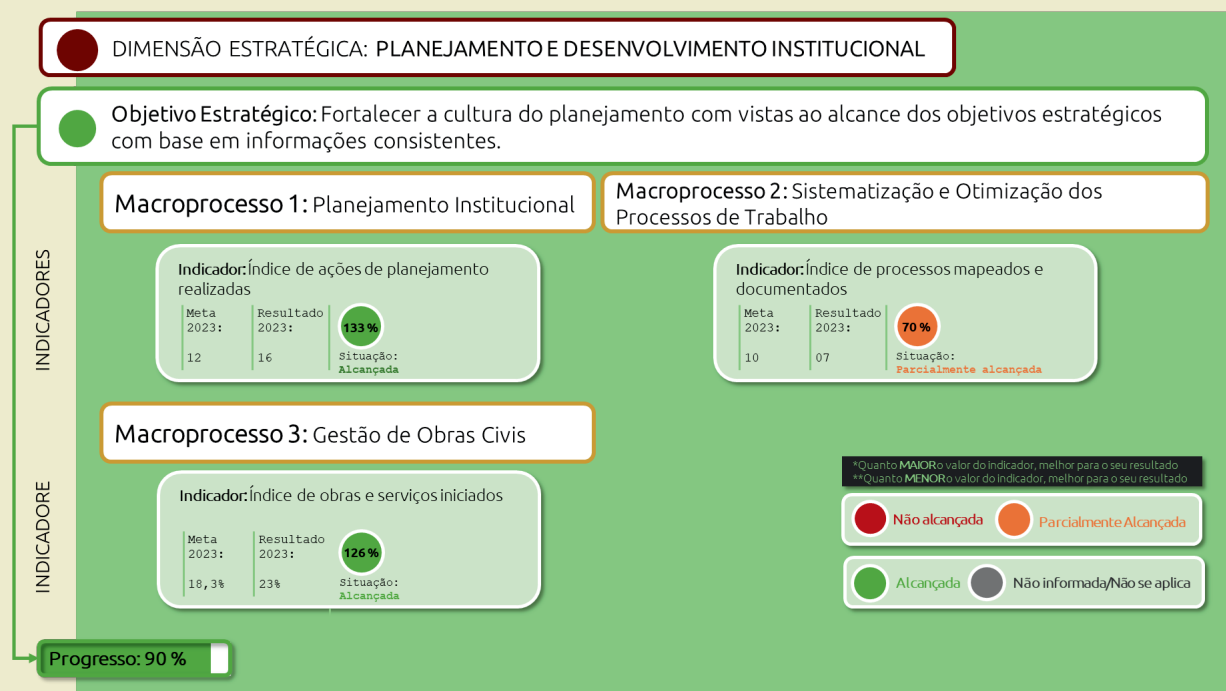 DIMENSÃO ESTRATÉGICA: PLANEJAMENTO E DESENVOLVIMENTO INSTITUCIONAL
Objetivo Estratégico: Fortalecer a cultura do planejamento com vistas ao alcance dos objetivos estratégicos
com base em informações consistentes.
INDICADORES
Macroprocesso 1: Planejamento Institucional
Indicador: Índice de ações de planejamento
realizadas
Meta
2023:
12
Resultado
2023:
16
133 %
Situação:
Alcançada
Macroprocesso 2: Sistematização e Otimização dos
Processos de Trabalho
Indicador: Índice de processos mapeados e
documentados
Meta
2023:
10
Resultado
2023:
07
70 %
Situação:
Parcialmente alcançada
INDICADORE
Macroprocesso 3: Gestão de Obras Civis
Indicador: Índice de obras e serviços iniciados
Meta
2023:
18,3%
Resultado
2023:
23%
126 %
Situação:
Alcançada
*Quanto MAIOR o valor do indicador, melhor para o seu resultado
**Quanto MENOR o valor do indicador, melhor para o seu resultado
Não alcançada
Parcialmente Alcançada
Alcançada
Não informada/Não se aplica
Progresso: 90 %